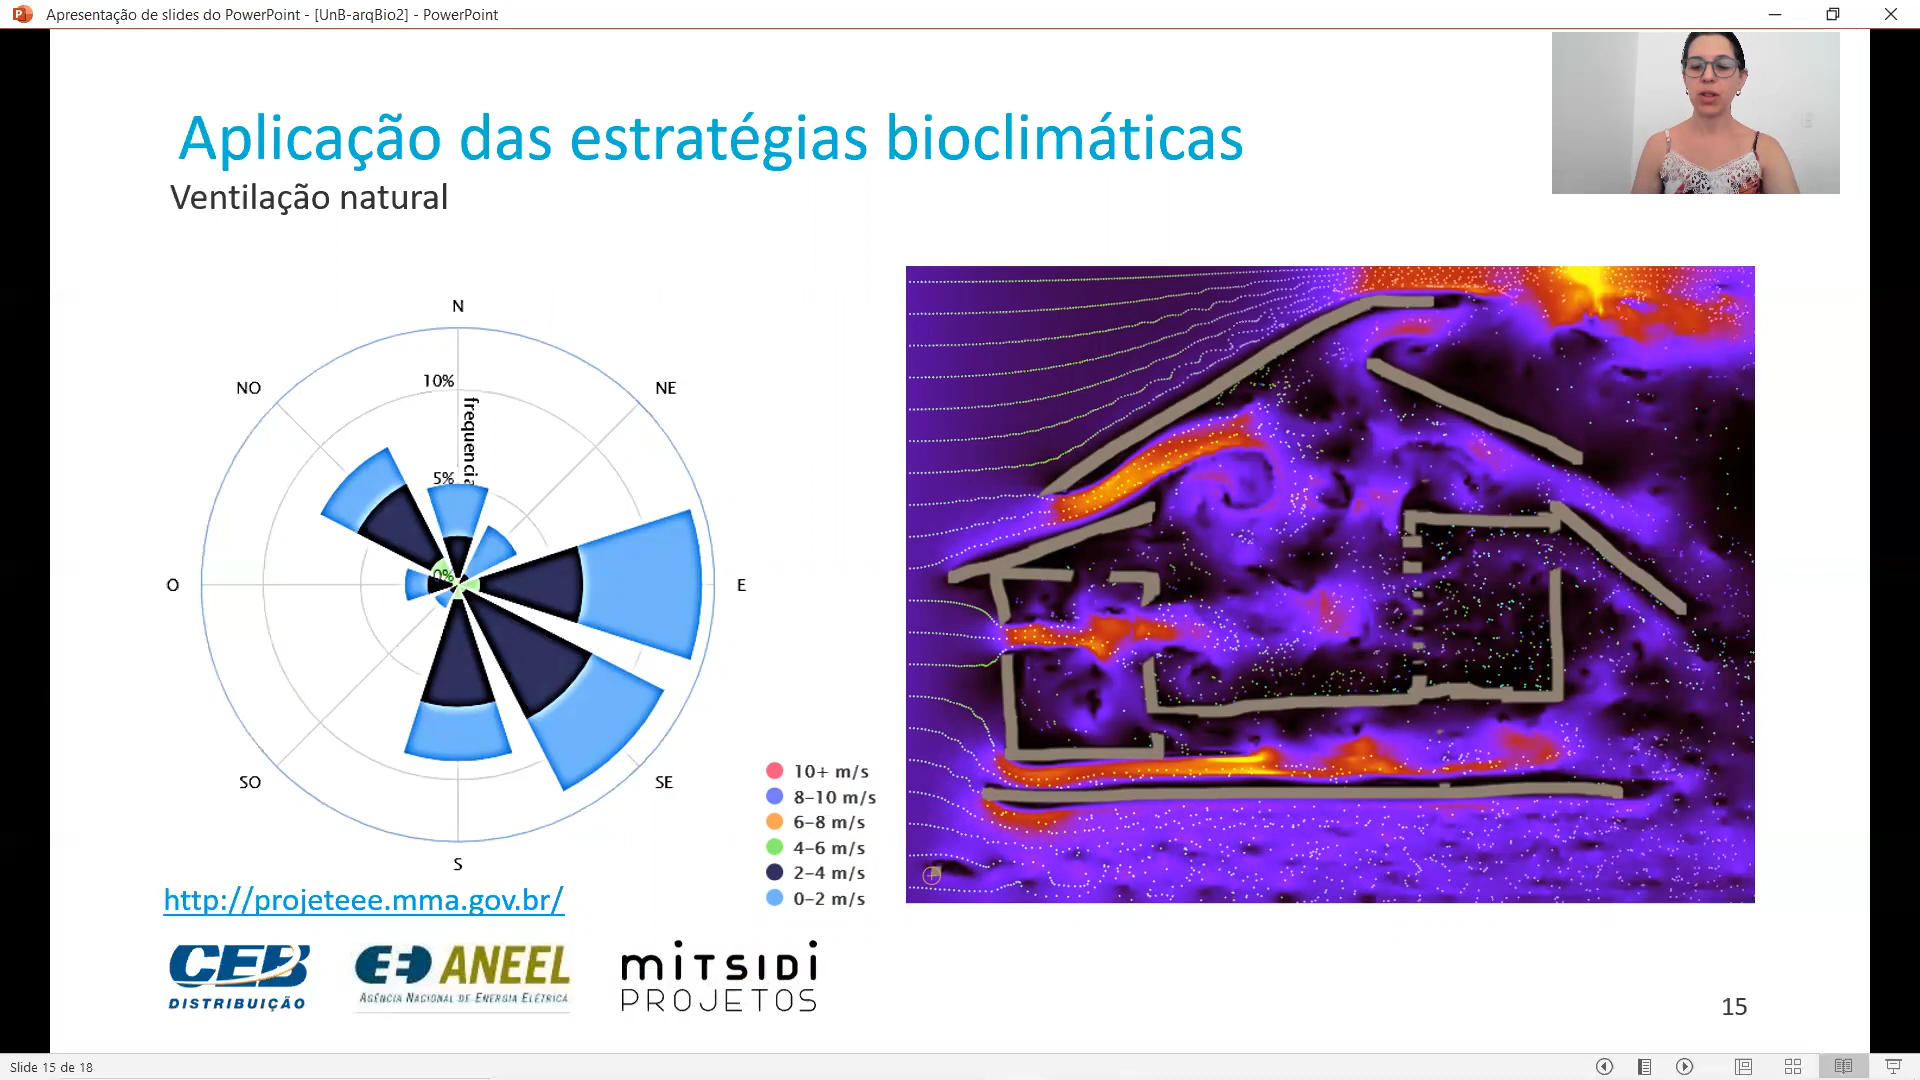 Apresentação de slides do PowerPoint - [UnB-arqBio2] - PowerPoint
Aplicação das estratégias bioclimáticas
Ventilação natural
N
NO
NE
10%
frequencia
5%
0%
O
E
SO
SE
S
10+ m/s
8–10 m/s
6–8 m/s
4–6 m/s
2–4 m/s
0–2 m/s
http://projeteee.mma.gov.br/
CEB
DISTRIBUIÇÃO
ANEEL
AGÊNCIA NACIONAL DE ENERGIA ELÉTRICA
mitsidi
PROJETOS
15
Slide 15 de 18